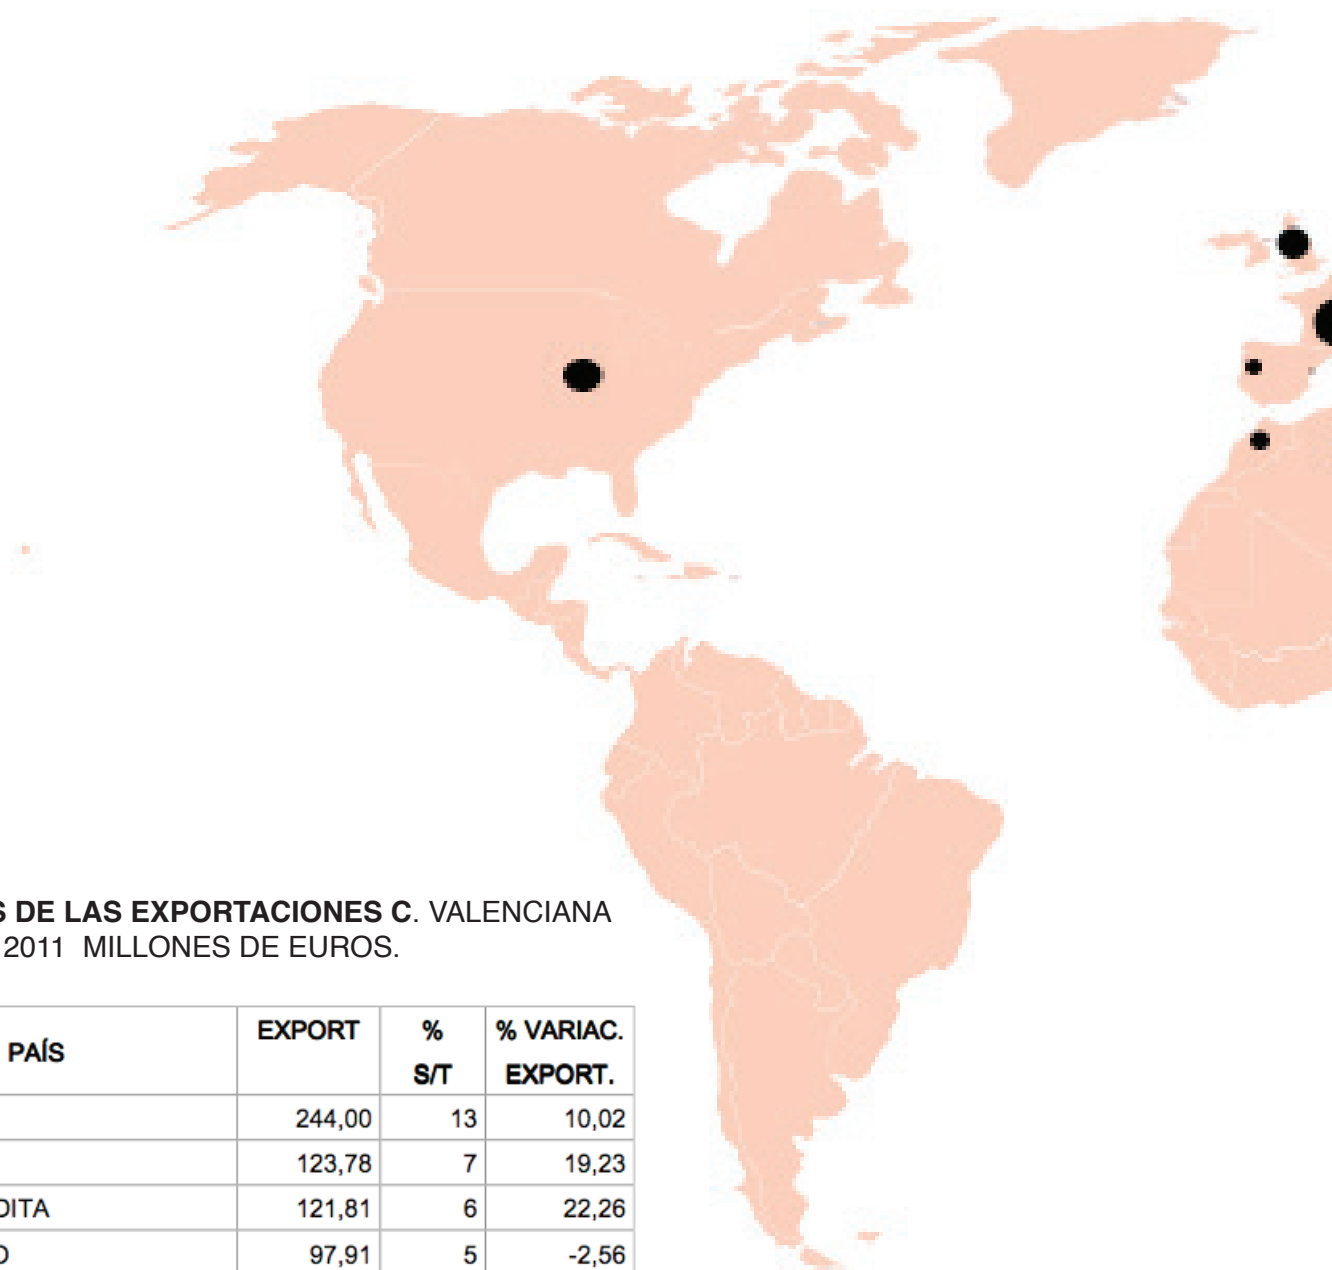 S DE LAS EXPORTACIONES C. VALENCIANA
2011 MILLONES DE EUROS.
PAÍS EXPORT % S/T % VARIAC. EXPORT.
244,00 13 10,02
123,78 7 19,23
DITA 121,81 6 22,26
O 97,91 5 -2,56